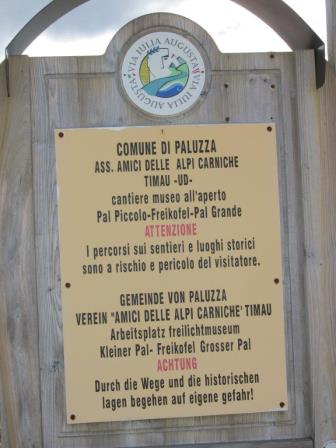 VIA IULIA AUGUSTA
VIA IULIA AUGUSTA
COMUNE DI PALUZZA
ASS. AMICI DELLE ALPI CARNICHE
TIMAU -UD-
cantiere museo all'aperto
Pal Piccolo-Freikofel-Pal Grande
ATTENZIONE
I percorsi sui sentieri e luoghi storici
sono a rischio e pericolo del visitatore.
GEMEINDE VON PALUZZA
VEREIN "AMICI DELLE ALPI CARNICHE' TIMAU
Arbeitsplatz freilichtmuseum
Kleiner Pal- Freikofel Grosser Pal
ACHTUNG
Durch die Wege und die historischen
lagen begehen auf eigene gefahr!